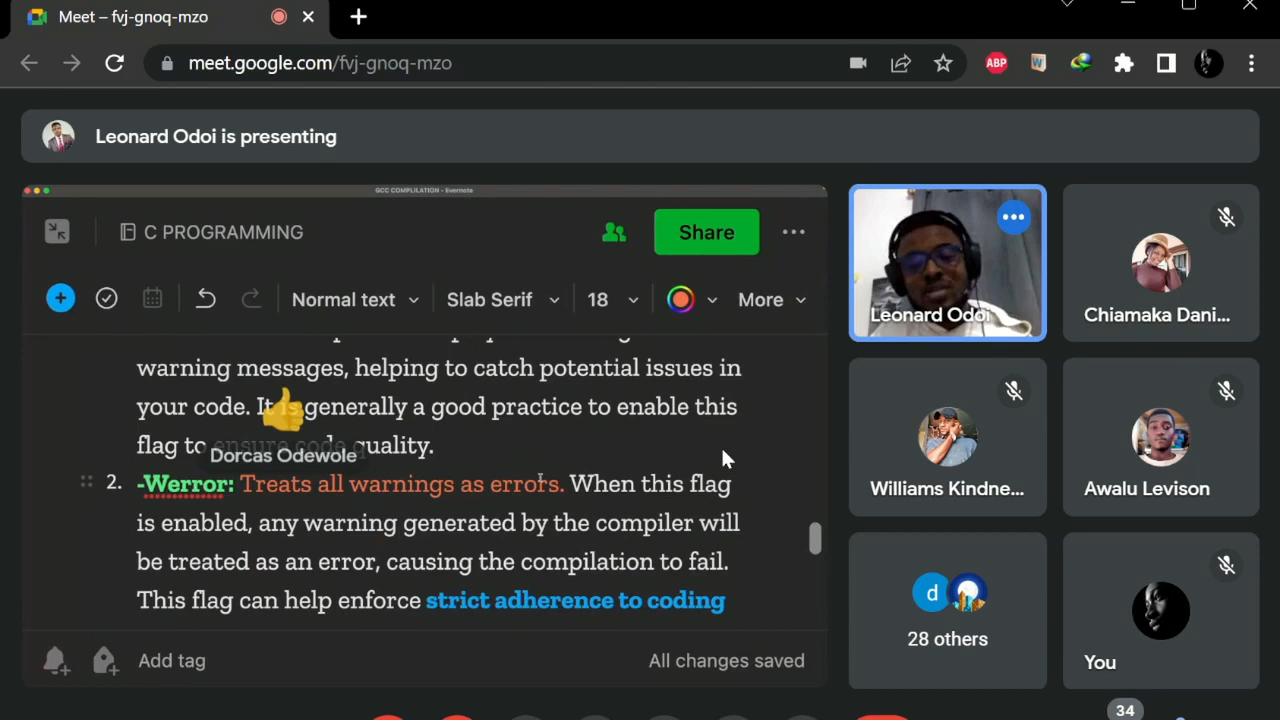 Meet – fvj-gnoq-mzo
meet.google.com/fvj-gnoq-mzo
ABP
W
Leonard Odoi is presenting
GCC COMPLILATION - Evernote
C PROGRAMMING
Share
Normal text
Slab Serif
18
More
warning messages, helping to catch potential issues in
your code. It is generally a good practice to enable this
flag to ensure code quality.
Dorcas Odewole
2. -Werror: Treats all warnings as errors. When this flag
is enabled, any warning generated by the compiler will
be treated as an error, causing the compilation to fail.
This flag can help enforce strict adherence to coding
Add tag
All changes saved
Leonard Odoi
Chiamaka Dani...
Williams Kindne...
Awalu Levison
d
28 others
You
34